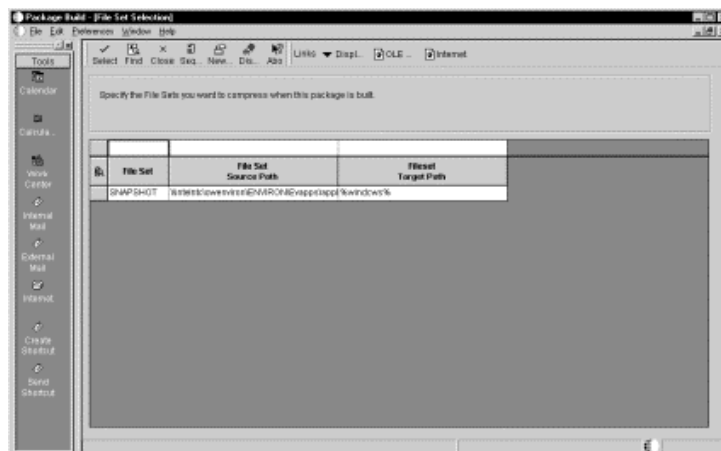 Package Build - [File Set Selection]
File Edit Preferences Window Help
Tools
Select Find Close Seq... New... Dis... Abo Links Displ... OLE ... Internet
Calendar
Calcula...
Work Center
Internal Mail
External Mail
Internet
Create Shortcut
Send Shortcut
Specify the File Sets you want to compress when this package is built.
File Set
File Set
Source Path
Fileset
Target Path
SNAPSHOT %windows%